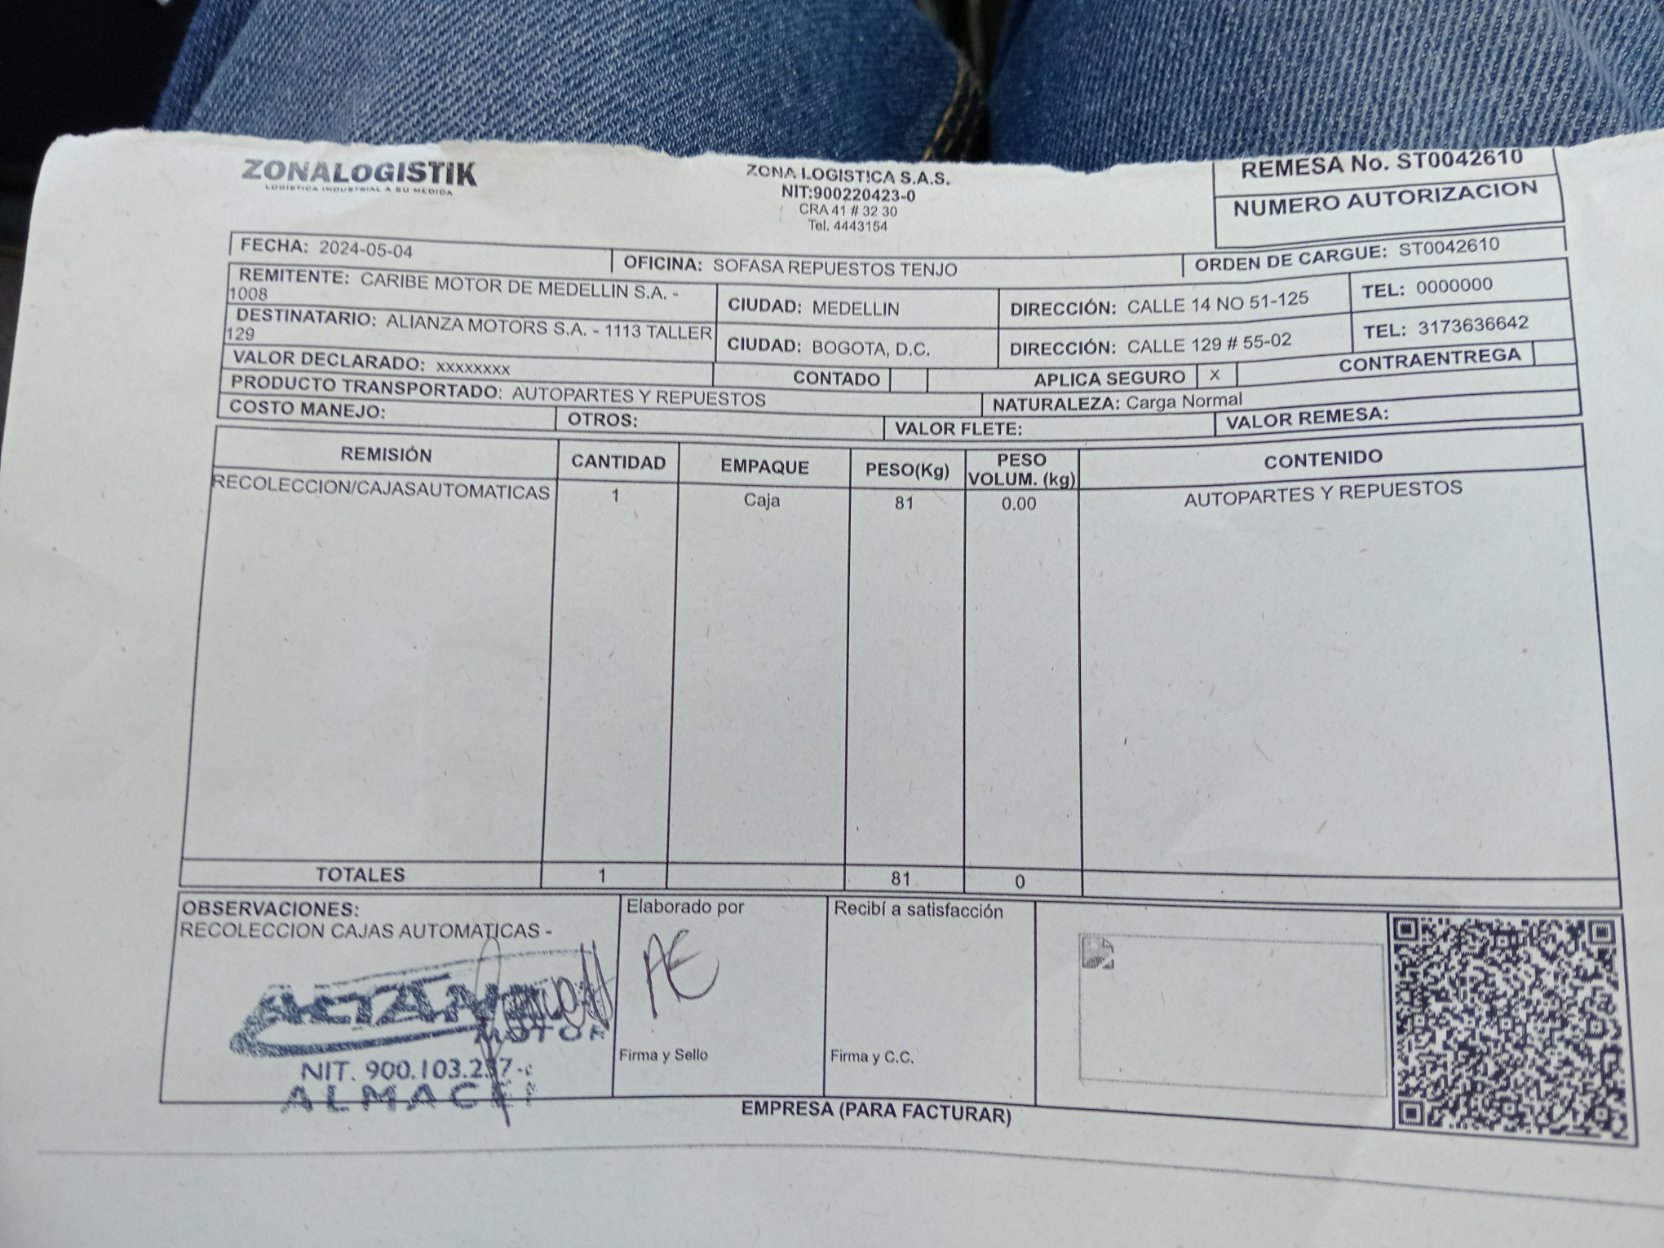 ZONALOGISTIK
LOGÍSTICA INDUSTRIAL A SU MEDIDA
ZONA LOGISTICA S.A.S.
NIT:900220423-0
CRA 41 # 32 30
Tel. 4443154
REMESA No. ST0042610
NUMERO AUTORIZACION
FECHA: 2024-05-04
OFICINA: SOFASA REPUESTOS TENJO
ORDEN DE CARGUE: ST0042610
REMITENTE: CARIBE MOTOR DE MEDELLIN S.A. -
1008
CIUDAD: MEDELLIN
DIRECCIÓN: CALLE 14 NO 51-125
TEL: 0000000
DESTINATARIO: ALIANZA MOTORS S.A. - 1113 TALLER
129
CIUDAD: BOGOTA, D.C.
DIRECCIÓN: CALLE 129 # 55-02
TEL: 3173636642
VALOR DECLARADO: xxxxxxxx
CONTADO
APLICA SEGURO X
CONTRAENTREGA
PRODUCTO TRANSPORTADO: AUTOPARTES Y REPUESTOS
NATURALEZA: Carga Normal
COSTO MANEJO:
OTROS:
VALOR FLETE:
VALOR REMESA:
REMISIÓN
CANTIDAD
EMPAQUE
PESO(Kg)
PESO
VOLUM. (kg)
CONTENIDO
RECOLECCION/CAJASAUTOMATICAS
1
Caja
81
0.00
AUTOPARTES Y REPUESTOS
TOTALES
1
81
0
OBSERVACIONES:
RECOLECCION CAJAS AUTOMATICAS -
Elaborado por
AE
Firma y Sello
Recibí a satisfacción
Firma y C.C.
MOTOR
NIT. 900.103.2
ALMACE
EMPRESA (PARA FACTURAR)